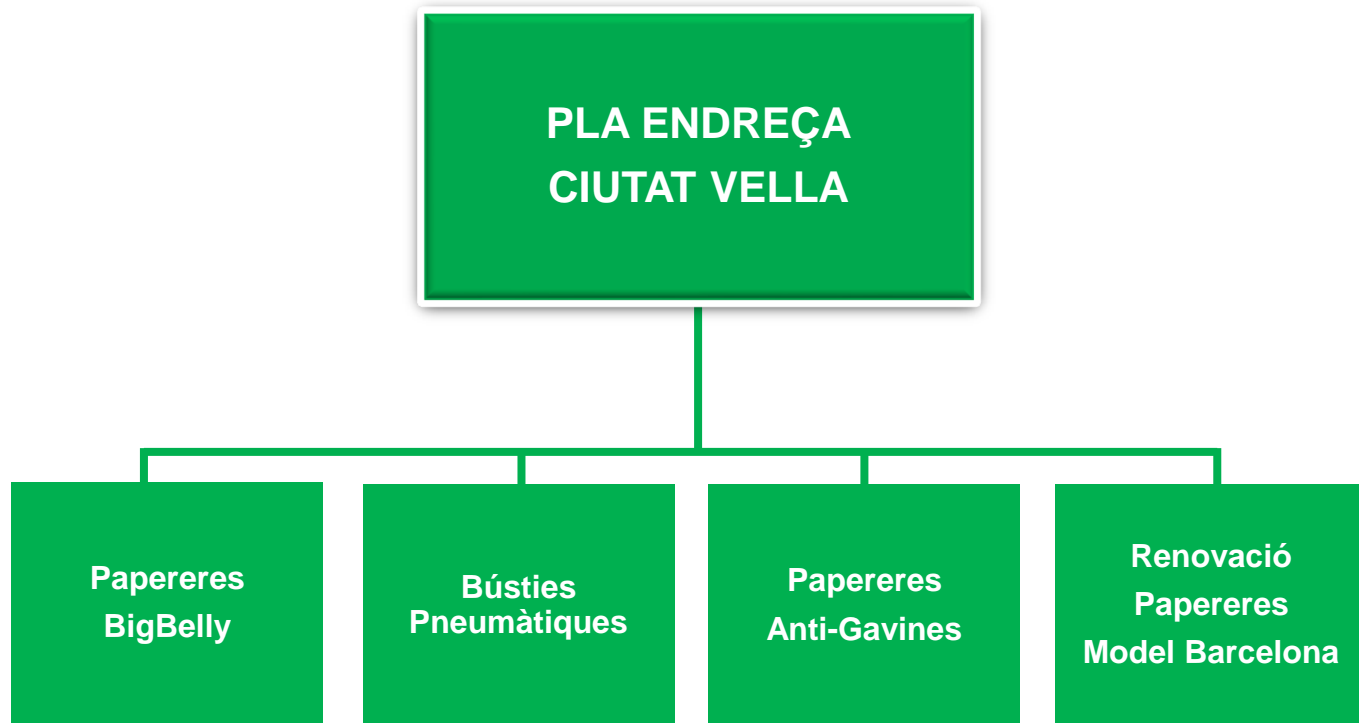 PLA ENDREÇA
CIUTAT VELLA
Papereres
BigBelly
Bústies
Pneumàtiques
Papereres
Anti-Gavines
Renovació
Papereres
Model Barcelona